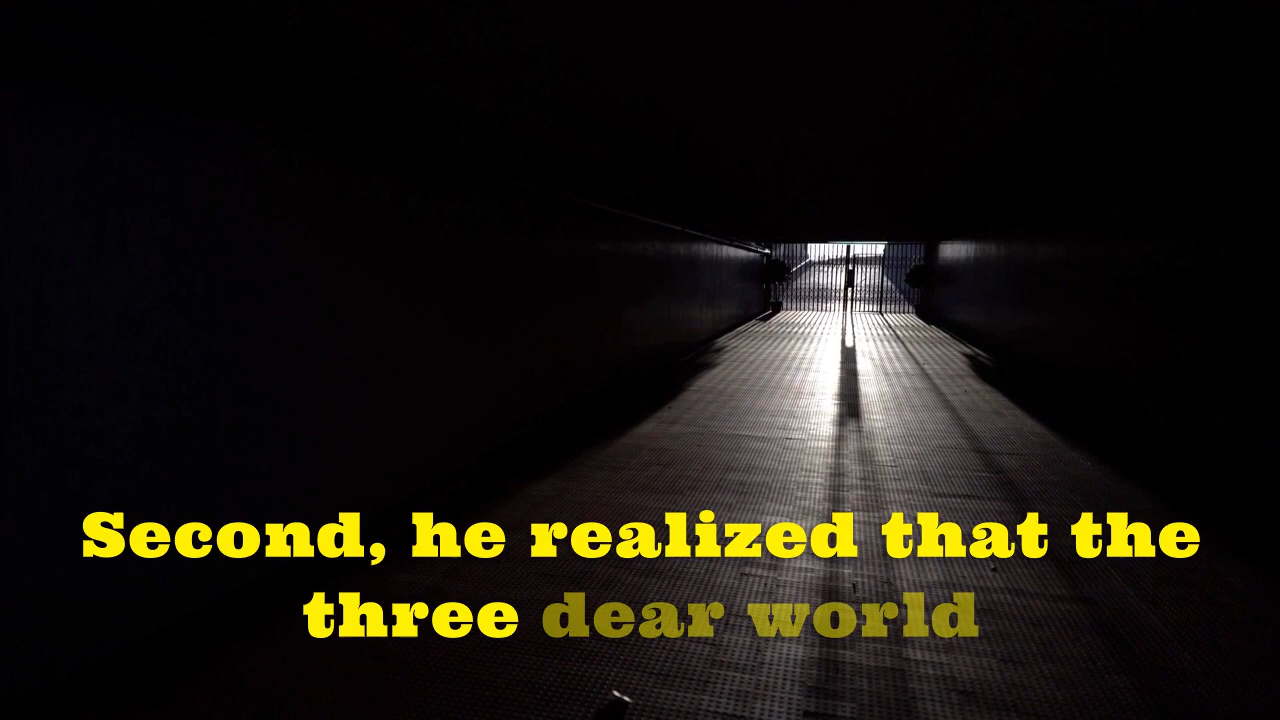 Second, he realized that the
three dear world